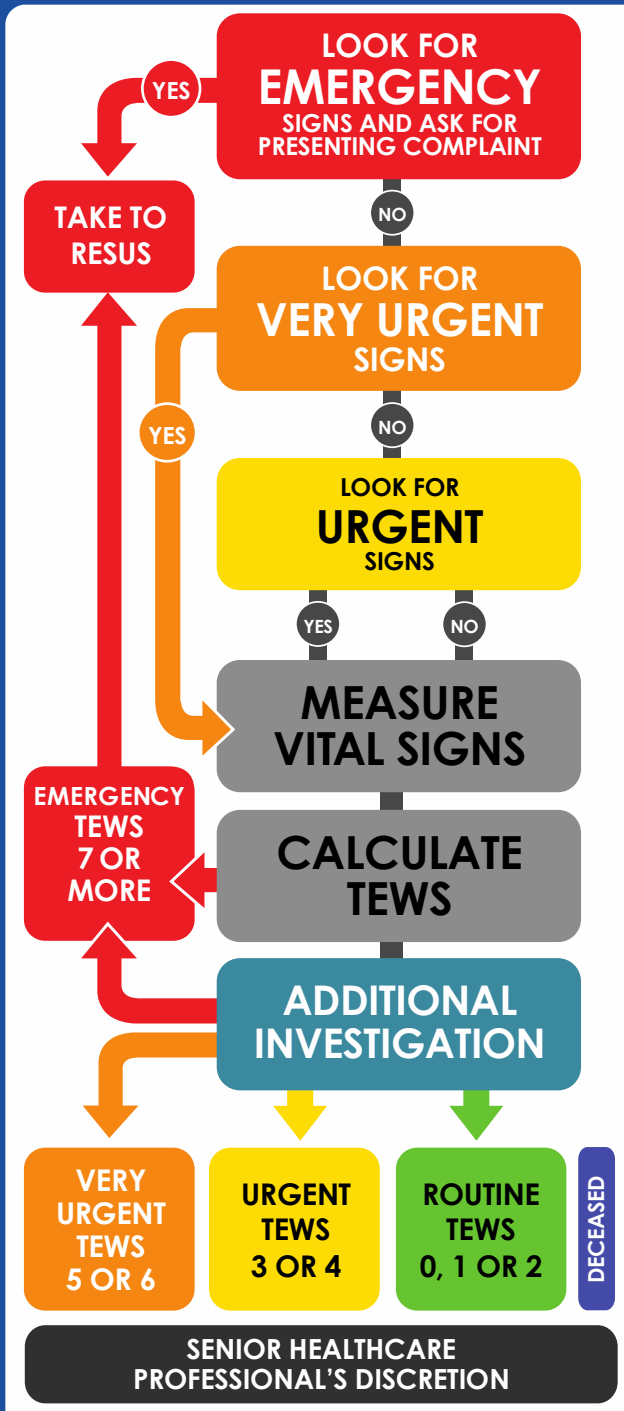 LOOK FOR
EMERGENCY
SIGNS AND ASK FOR
PRESENTING COMPLAINT
YES
TAKE TO
RESUS
NO
LOOK FOR
VERY URGENT
SIGNS
YES
NO
LOOK FOR
URGENT
SIGNS
YES
NO
MEASURE
VITAL SIGNS
EMERGENCY
TEWS
7 OR
MORE
CALCULATE
TEWS
ADDITIONAL
INVESTIGATION
VERY
URGENT
TEWS
5 OR 6
URGENT
TEWS
3 OR 4
ROUTINE
TEWS
0, 1 OR 2
DECEASED
SENIOR HEALTHCARE
PROFESSIONAL'S DISCRETION